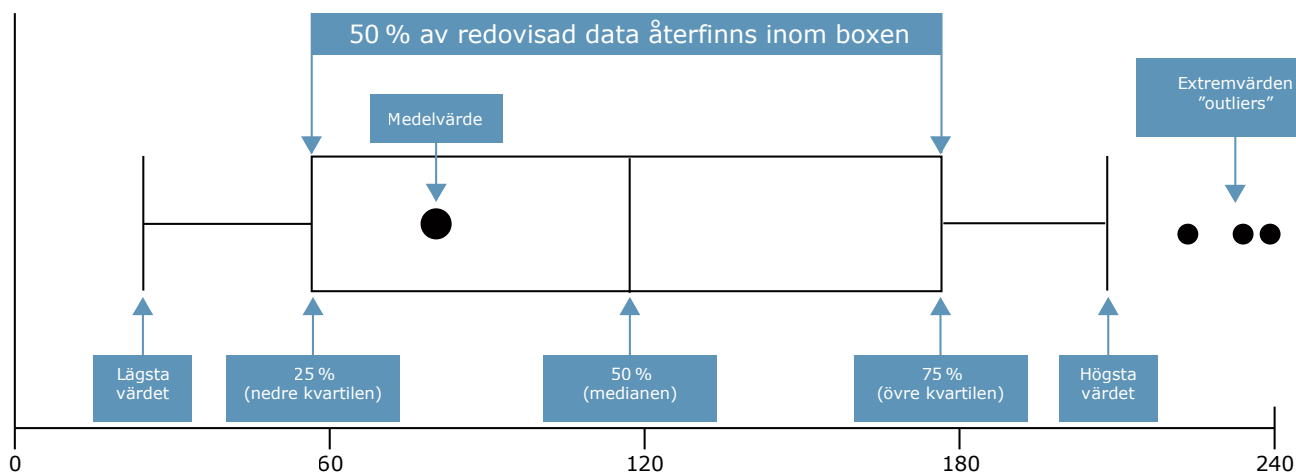 50 % av redovisad data återfinns inom boxen
Extremvärden
”outliers”
Medelvärde
Lägsta
värdet
25 %
(nedre kvartilen)
50 %
(medianen)
75 %
(övre kvartilen)
Högsta
värdet
0
60
120
180
240